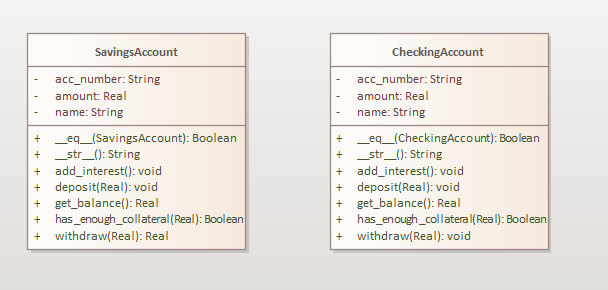 SavingsAccount
- acc_number: String
- amount: Real
- name: String
+ __eq__(SavingsAccount): Boolean
+ __str__(): String
+ add_interest(): void
+ deposit(Real): void
+ get_balance(): Real
+ has_enough_collateral(Real): Boolean
+ withdraw(Real): Real
CheckingAccount
- acc_number: String
- amount: Real
- name: String
+ __eq__(CheckingAccount): Boolean
+ __str__(): String
+ add_interest(): void
+ deposit(Real): void
+ get_balance(): Real
+ has_enough_collateral(Real): Boolean
+ withdraw(Real): void